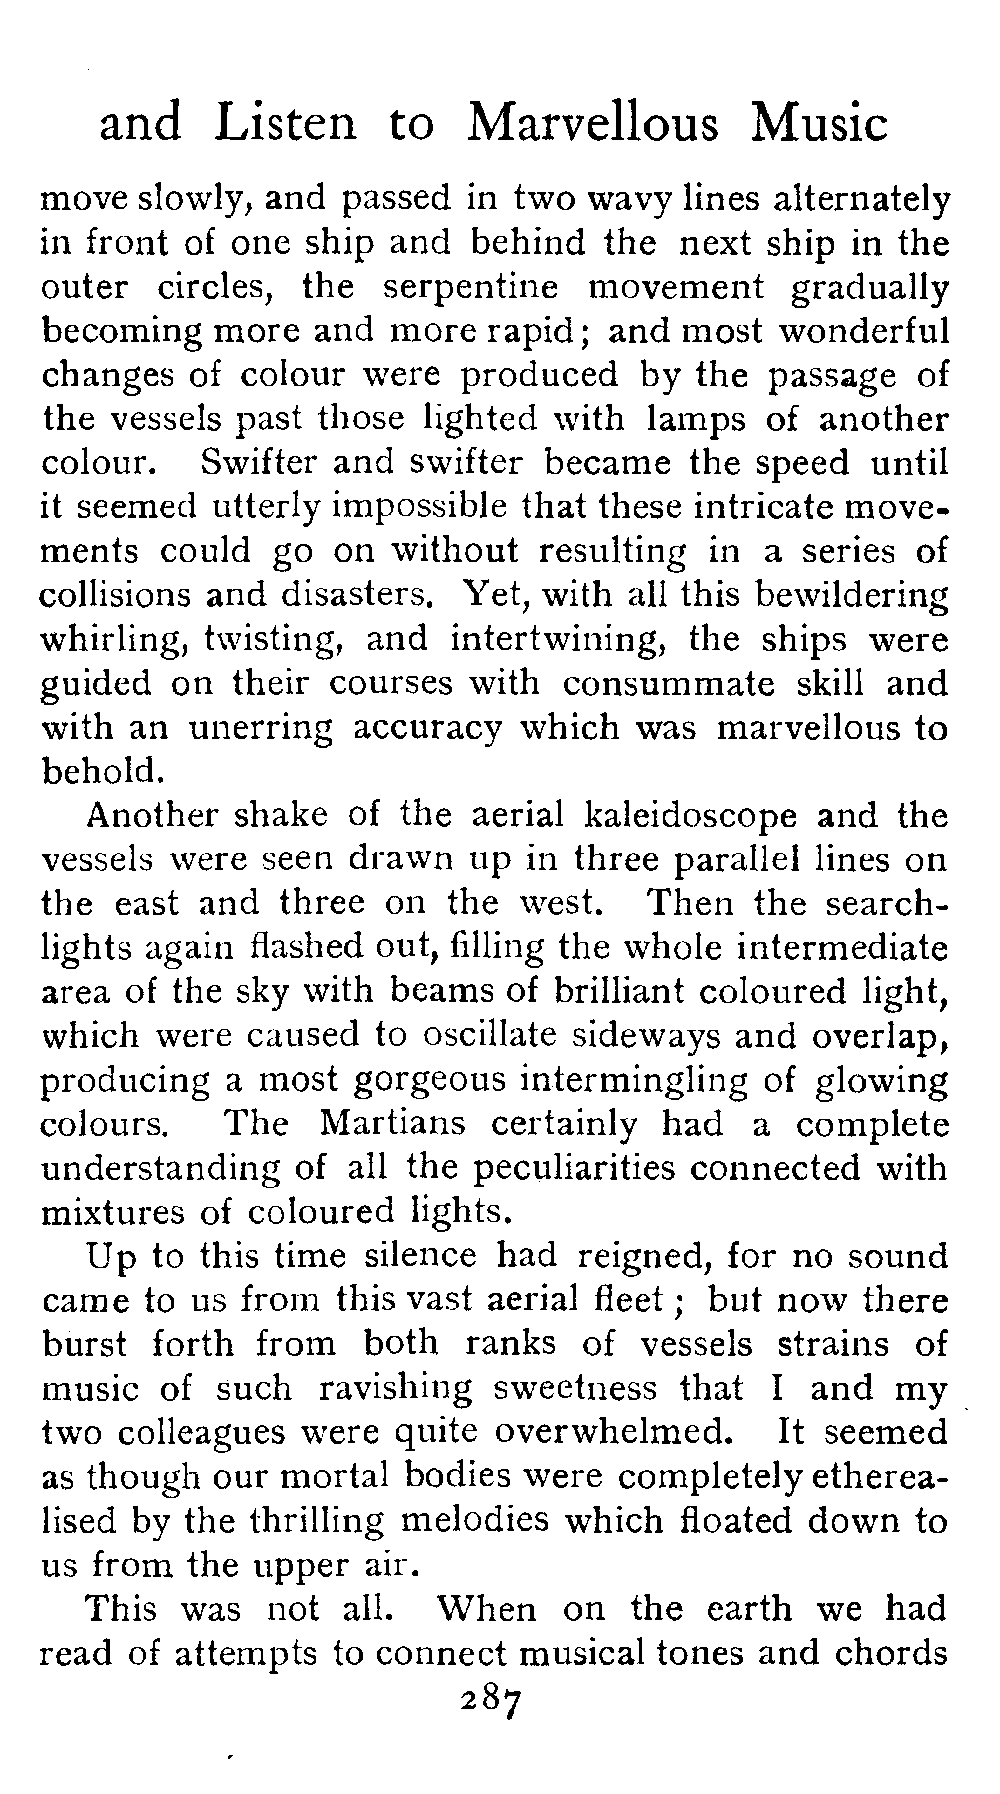 and Listen to Marvellous Music
move slowly, and passed in two wavy lines alternately
in front of one ship and behind the next ship in the
outer circles, the serpentine movement gradually
becoming more and more rapid; and most wonderful
changes of colour were produced by the passage of
the vessels past those lighted with lamps of another
colour. Swifter and swifter became the speed until
it seemed utterly impossible that these intricate move-
ments could go on without resulting in a series of
collisions and disasters. Yet, with all this bewildering
whirling, twisting, and intertwining, the ships were
guided on their courses with consummate skill and
with an unerring accuracy which was marvellous to
behold.
Another shake of the aerial kaleidoscope and the
vessels were seen drawn up in three parallel lines on
the east and three on the west. Then the search-
lights again flashed out, filling the whole intermediate
area of the sky with beams of brilliant coloured light,
which were caused to oscillate sideways and overlap,
producing a most gorgeous intermingling of glowing
colours. The Martians certainly had a complete
understanding of all the peculiarities connected with
mixtures of coloured lights.
Up to this time silence had reigned, for no sound
came to us from this vast aerial fleet; but now there
burst forth from both ranks of vessels strains of
music of such ravishing sweetness that I and my
two colleagues were quite overwhelmed. It seemed
as though our mortal bodies were completely etherea-
lised by the thrilling melodies which floated down to
us from the upper air.
This was not all. When on the earth we had
read of attempts to connect musical tones and chords
287